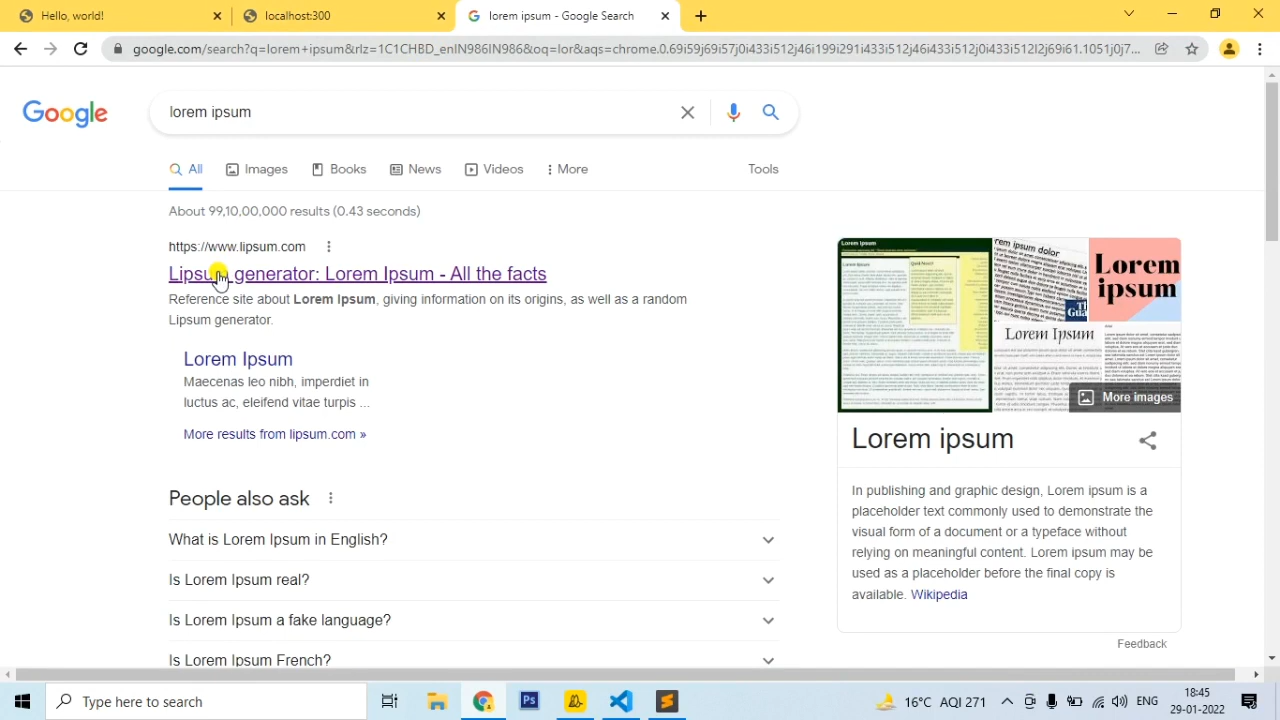 Hello, world!
localhost:300
lorem ipsum - Google Search
google.com/search?q=lorem+ipsum&rlz=1C1CHBD_enIN986IN986&oq=lor&aqs=chrome.0.69i59j69i57j0i433i512j46i199i291i433i512j46i433i512j0i433i512l2j69i61.1051j0j7...
Google
lorem ipsum
All
Images
Books
News
Videos
More
Tools
About 99,10,00,000 results (0.43 seconds)
https://www.lipsum.com
generator: Lorem Ipsum - All the facts
Reference site about Lorem Ipsum, giving information on its origins, as well as a random
generator.
Lorem Ipsum
Maecenas leo nibh, imperdiet in ...
luctus ac, eleifend vitae turpis ...
More results from lipsum.com »
People also ask
What is Lorem Ipsum in English?
Is Lorem Ipsum real?
Is Lorem Ipsum a fake language?
Is Lorem Ipsum French?
Lorem Ipsum
rem ipsum dolor
Lorem
Ipsum
Lorem Ipsum
More images
Lorem ipsum
In publishing and graphic design, Lorem ipsum is a
placeholder text commonly used to demonstrate the
visual form of a document or a typeface without
relying on meaningful content. Lorem ipsum may be
used as a placeholder before the final copy is
available. Wikipedia
Feedback
Type here to search
Ps
16°C AQI 271
ENG
18:45
29-01-2022